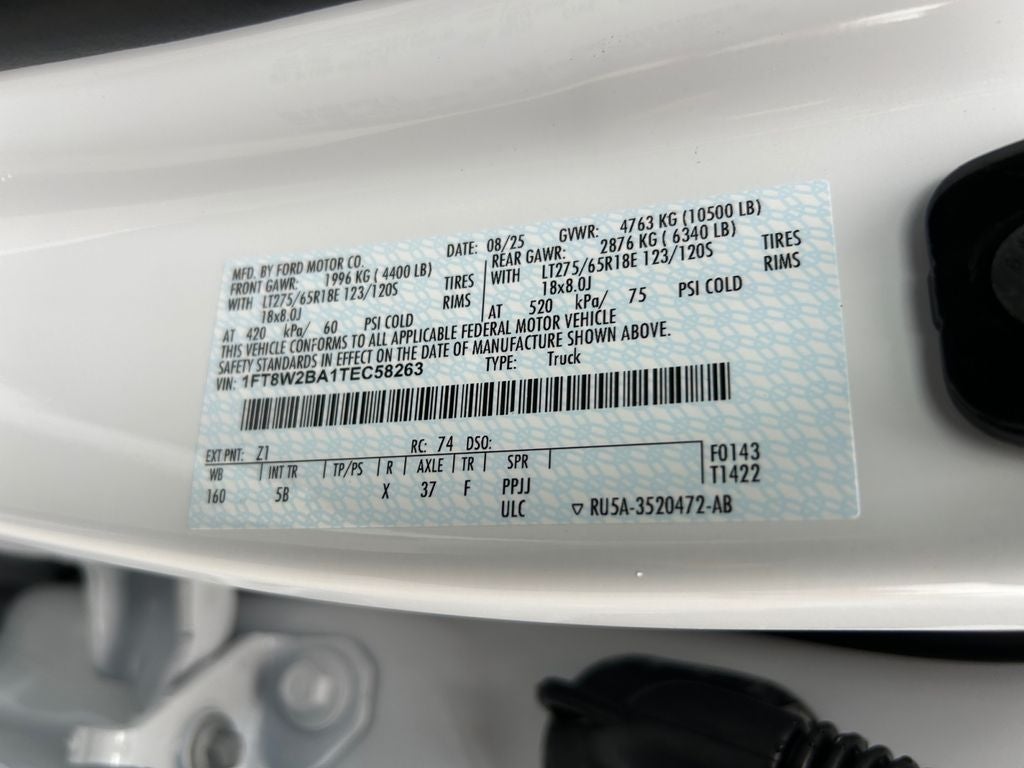 MFD. BY FORD MOTOR CO. DATE: 08/25 GVWR: 4763 KG (10500 LB)
FRONT GAWR: 1996 KG ( 4400 LB) REAR GAWR: 2876 KG ( 6340 LB)
WITH LT275/65R18E 123/120S TIRES WITH LT275/65R18E 123/120S TIRES
18x8.0J RIMS 18x8.0J RIMS
AT 420 kPa/ 60 PSI COLD AT 520 kPa/ 75 PSI COLD
THIS VEHICLE CONFORMS TO ALL APPLICABLE FEDERAL MOTOR VEHICLE
SAFETY STANDARDS IN EFFECT ON THE DATE OF MANUFACTURE SHOWN ABOVE.
VIN: 1FT8W2BA1TEC58263 TYPE: Truck
EXT PNT: Z1 RC: 74 DSO:
WB INT TR TP/PS R AXLE TR SPR F0143
160 5B X 37 F PPJJ T1422
ULC ▽ RU5A-3520472-AB